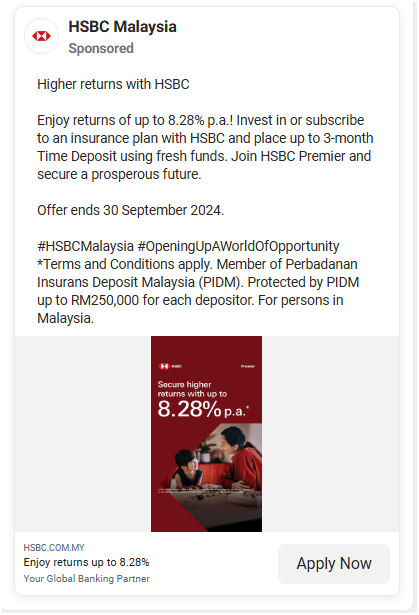 HSBC Malaysia
Sponsored
Higher returns with HSBC
Enjoy returns of up to 8.28% p.a.! Invest in or subscribe
to an insurance plan with HSBC and place up to 3-month
Time Deposit using fresh funds. Join HSBC Premier and
secure a prosperous future.
Offer ends 30 September 2024.
#HSBCMalaysia #OpeningUpAWorldOfOpportunity
*Terms and Conditions apply. Member of Perbadanan
Insurans Deposit Malaysia (PIDM). Protected by PIDM
up to RM250,000 for each depositor. For persons in
Malaysia.
HSBC Premier
Secure higher
returns with up to
8.28% p.a.*
HSBC.COM.MY
Enjoy returns up to 8.28%
Your Global Banking Partner
Apply Now